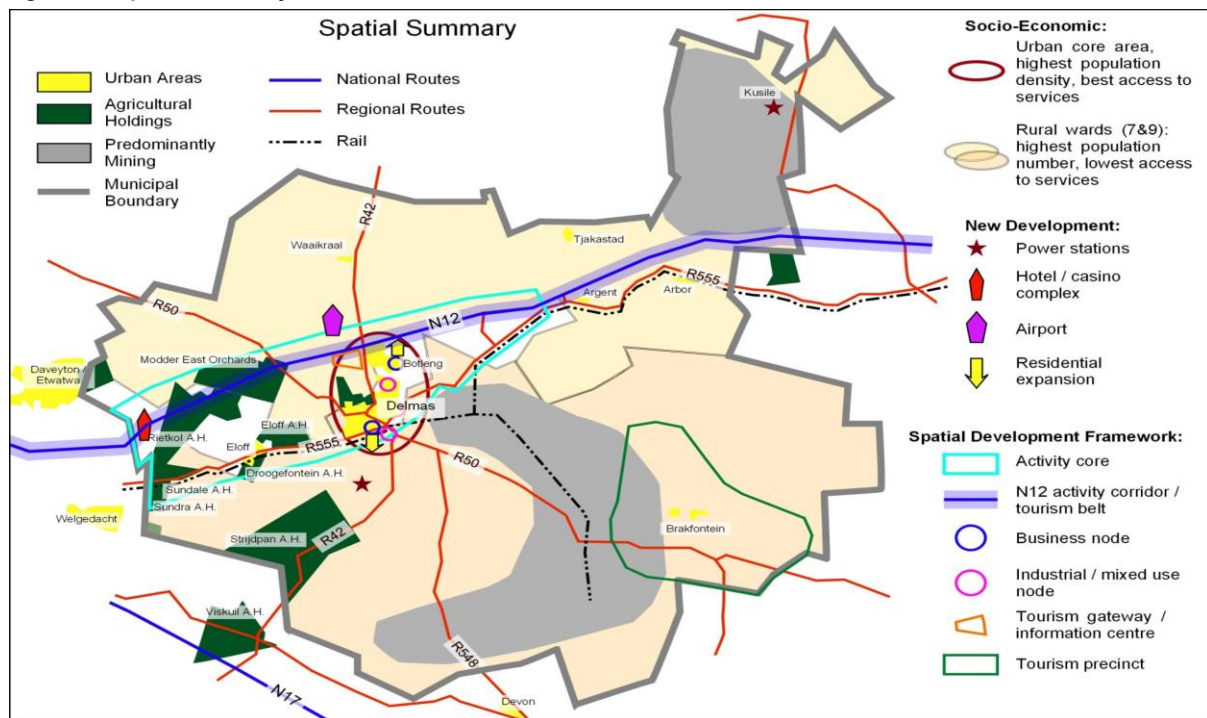 Spatial Summary
Urban Areas
Agricultural
Holdings
Predominantly
Mining
Municipal
Boundary
National Routes
Regional Routes
Rail
Socio-Economic:
Urban core area,
highest population
density, best access to
services
Rural wards (7&9):
highest population
number, lowest access
to services
New Development:
Power stations
Hotel / casino
complex
Airport
Residential
expansion
Spatial Development Framework:
Activity core
N12 activity corridor /
tourism belt
Business node
Industrial / mixed use
node
Tourism gateway /
information centre
Tourism precinct
Kusile
R42
Waaikraal
Tjakastad
R50
R555
Argent
Arbor
N12
Modder East Orchards
Botleng
Daveyton
Etwatwa
Delmas
Rietkol A.H.
Eloff A.H.
Eloff
R555
R50
Droogefontein A.H.
Sundale A.H.
Sundra A.H.
Welgedacht
Strijdpan A.H.
R42
Brakfontein
Viskuil A.H.
R548
N17
Devon